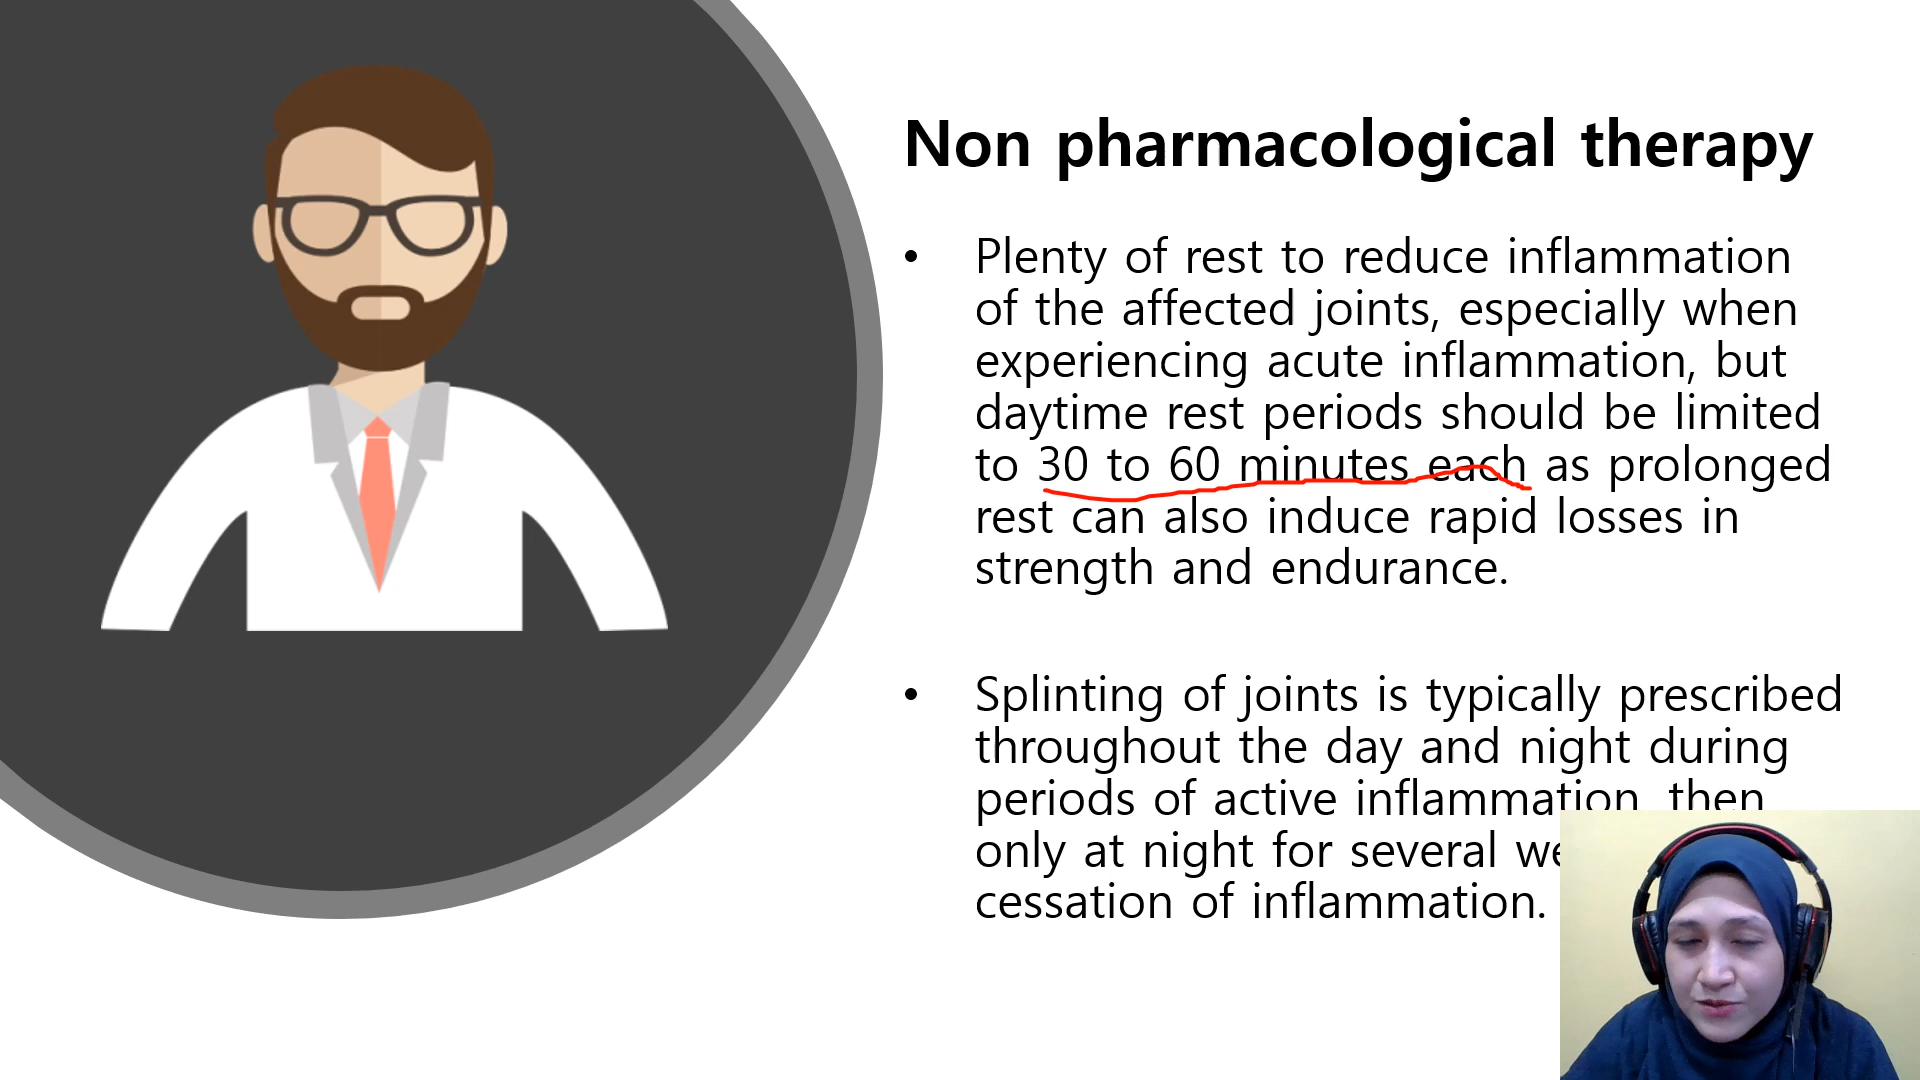 Non pharmacological therapy
• Plenty of rest to reduce inflammation
of the affected joints, especially when
experiencing acute inflammation, but
daytime rest periods should be limited
to 30 to 60 minutes each as prolonged
rest can also induce rapid losses in
strength and endurance.
• Splinting of joints is typically prescribed
throughout the day and night during
periods of active inflammation, then
only at night for several
cessation of inflammation.